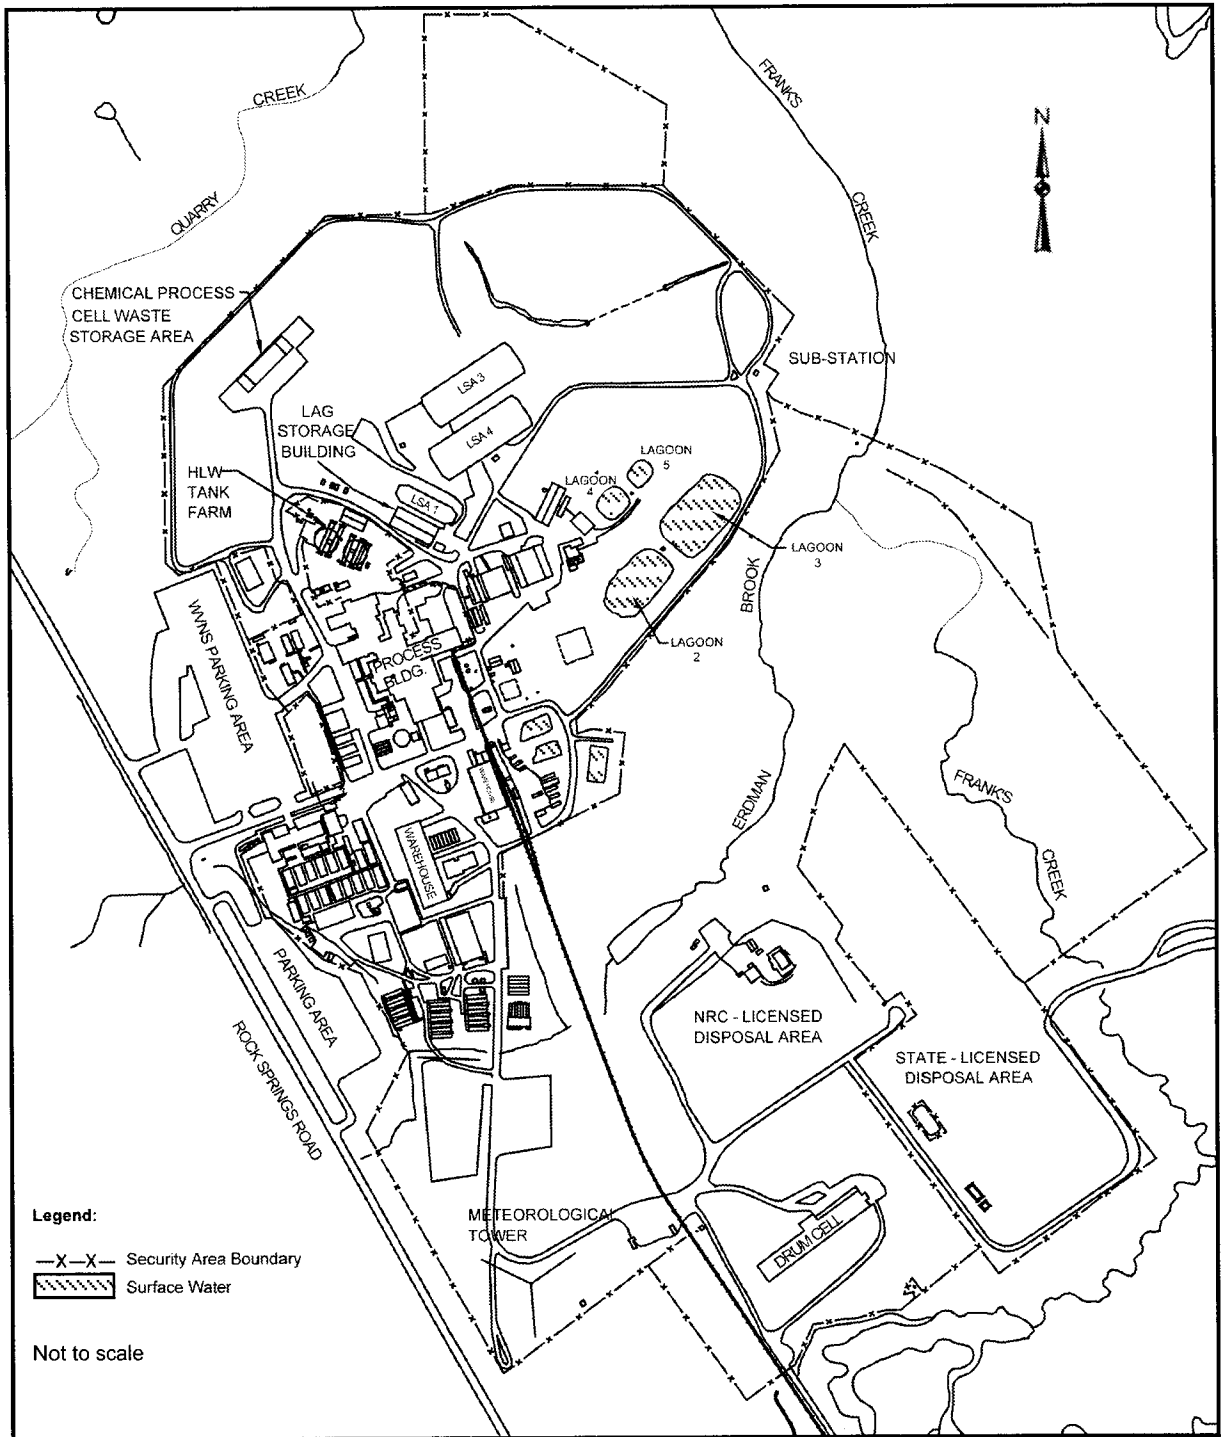 FRANK'S
CREEK
QUARRY
CREEK
N
CHEMICAL PROCESS
CELL WASTE
STORAGE AREA
SUB-STATION
LSA 3
LSA 4
LAG
STORAGE
BUILDING
LAGOON
5
LAGOON
4
HLW
TANK
FARM
LSA 1
LAGOON
3
BROOK
WVNS PARKING AREA
LAGOON
2
PROCESS
BLDG.
ERDMAN
FRANK'S
CREEK
WAREHOUSE
PARKING AREA
NRC - LICENSED
DISPOSAL AREA
STATE - LICENSED
DISPOSAL AREA
ROCK SPRINGS ROAD
METEOROLOGICAL
TOWER
DRUM CELL
Legend:
—X—X— Security Area Boundary
Surface Water
Not to scale